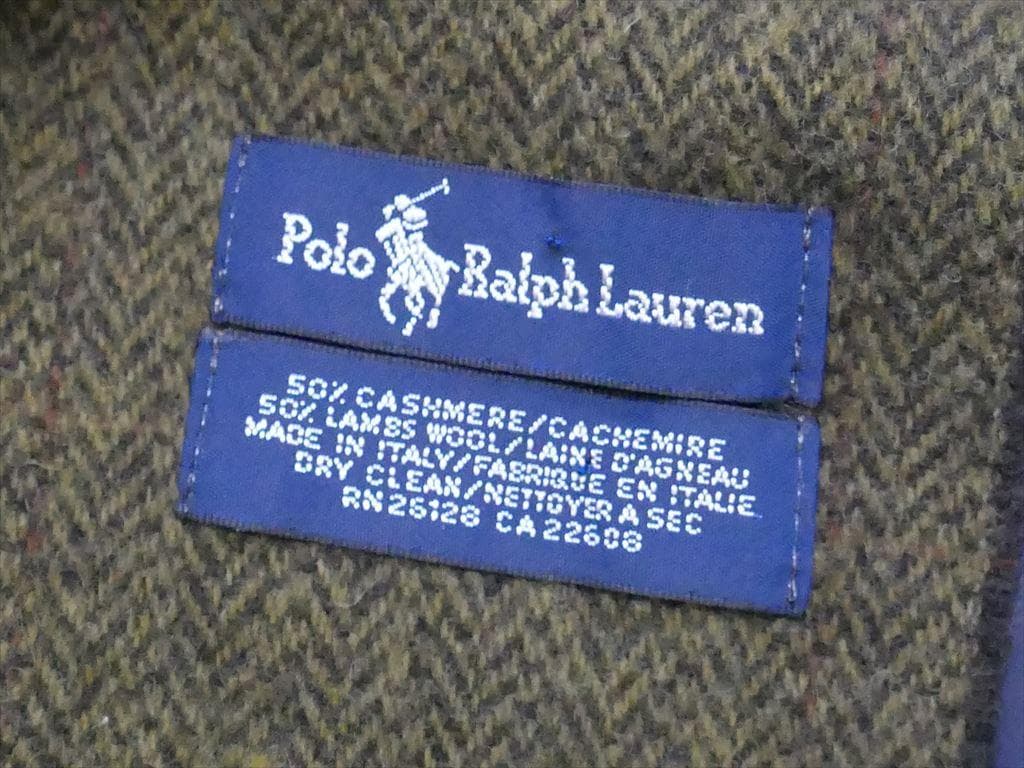 Polo Ralph Lauren
50% CASHMERE/CACHEMIRE
50% LAMBS WOOL/LAINE D'AGNEAU
MADE IN ITALY/FABRIQUE EN ITALIE
DRY CLEAN/NETTOYER A SEC
RN26128 CA22608